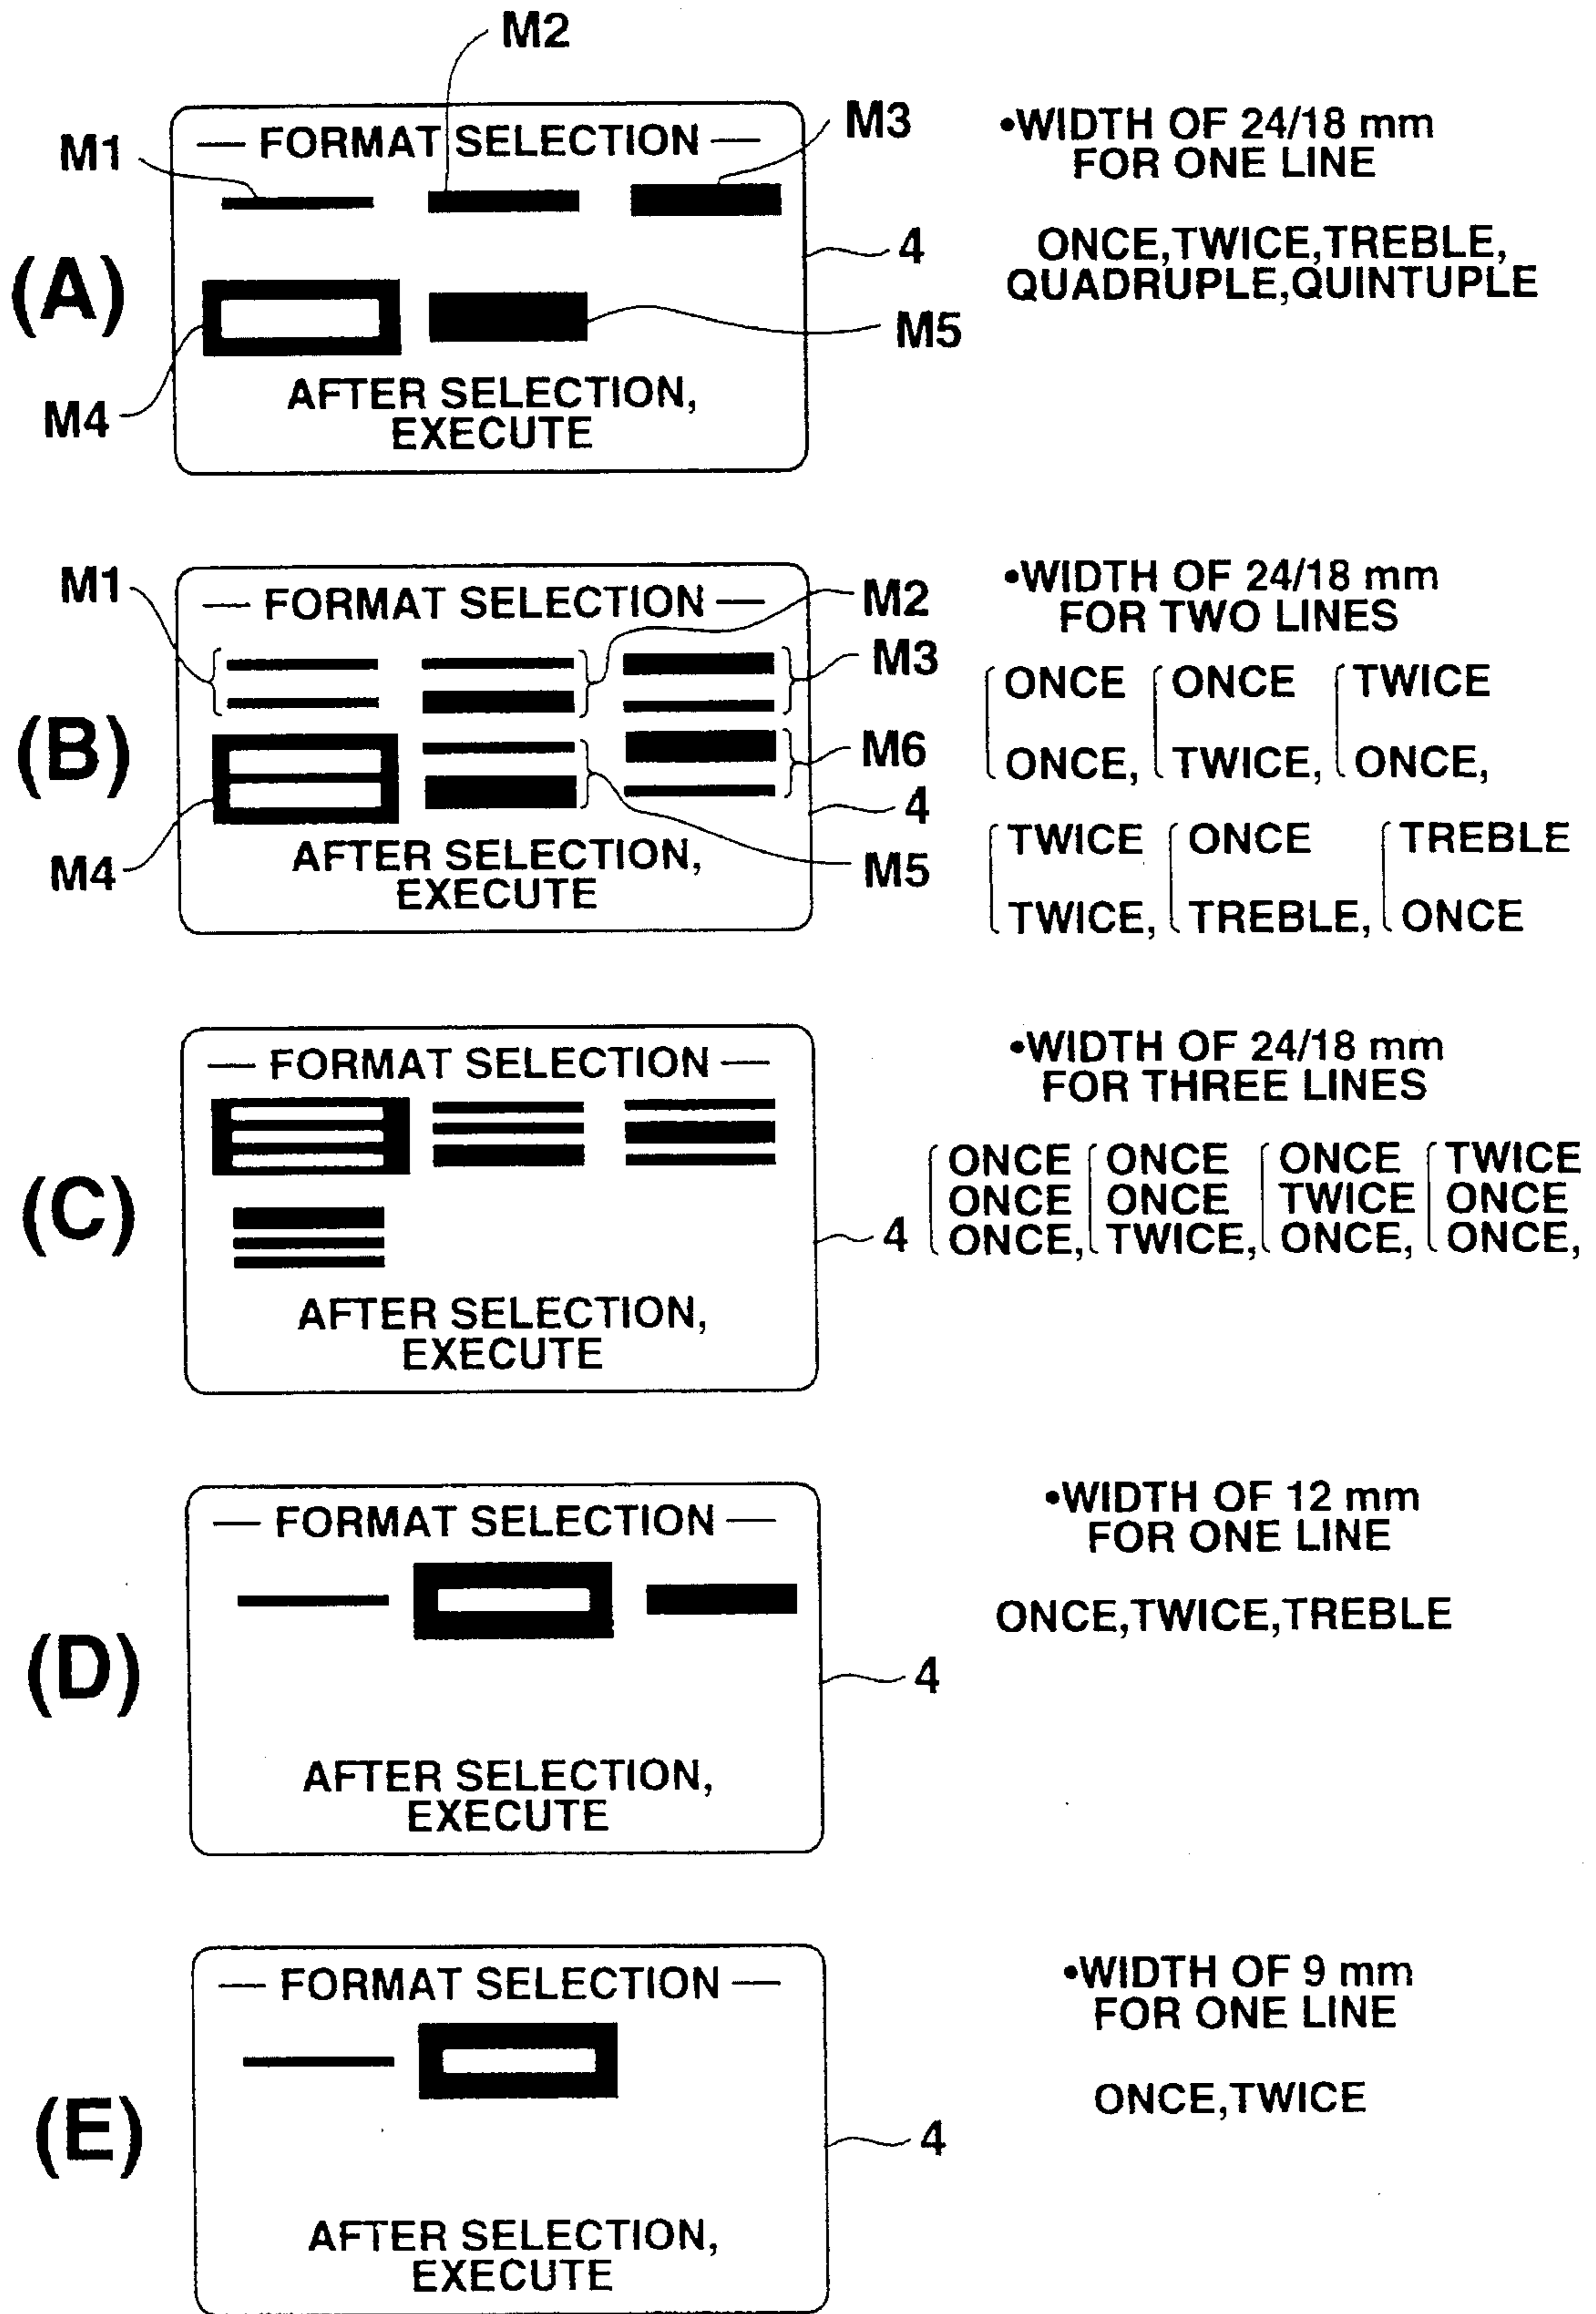 (A)
M1
M2
M3
— FORMAT SELECTION —
4
M4
M5
AFTER SELECTION,
EXECUTE
•WIDTH OF 24/18 mm
FOR ONE LINE
ONCE,TWICE,TREBLE,
QUADRUPLE,QUINTUPLE
(B)
M1
— FORMAT SELECTION —
M2
M3
M6
4
M4
M5
AFTER SELECTION,
EXECUTE
•WIDTH OF 24/18 mm
FOR TWO LINES
ONCE ONCE TWICE
ONCE, TWICE, ONCE,
TWICE ONCE TREBLE
TWICE, TREBLE, ONCE
(C)
— FORMAT SELECTION —
4
AFTER SELECTION,
EXECUTE
•WIDTH OF 24/18 mm
FOR THREE LINES
ONCE ONCE ONCE TWICE
ONCE ONCE TWICE ONCE
ONCE, TWICE, ONCE, ONCE,
(D)
— FORMAT SELECTION —
4
AFTER SELECTION,
EXECUTE
•WIDTH OF 12 mm
FOR ONE LINE
ONCE,TWICE,TREBLE
(E)
— FORMAT SELECTION —
4
AFTER SELECTION,
EXECUTE
•WIDTH OF 9 mm
FOR ONE LINE
ONCE,TWICE